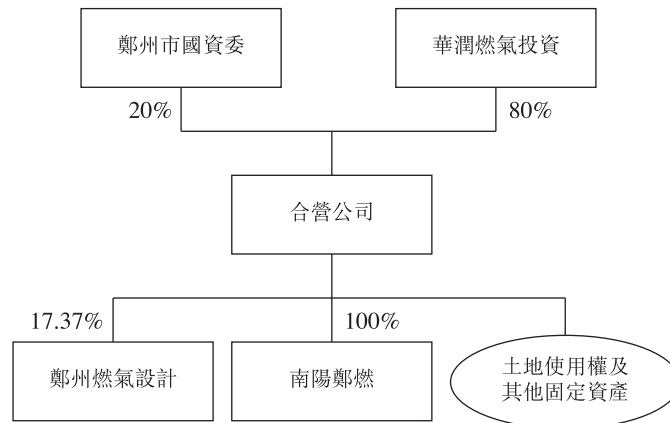 鄭州市國資委
華潤燃氣投資
20%
80%
合營公司
17.37%
100%
鄭州燃氣設計
南陽鄭燃
土地使用權及
其他固定資產